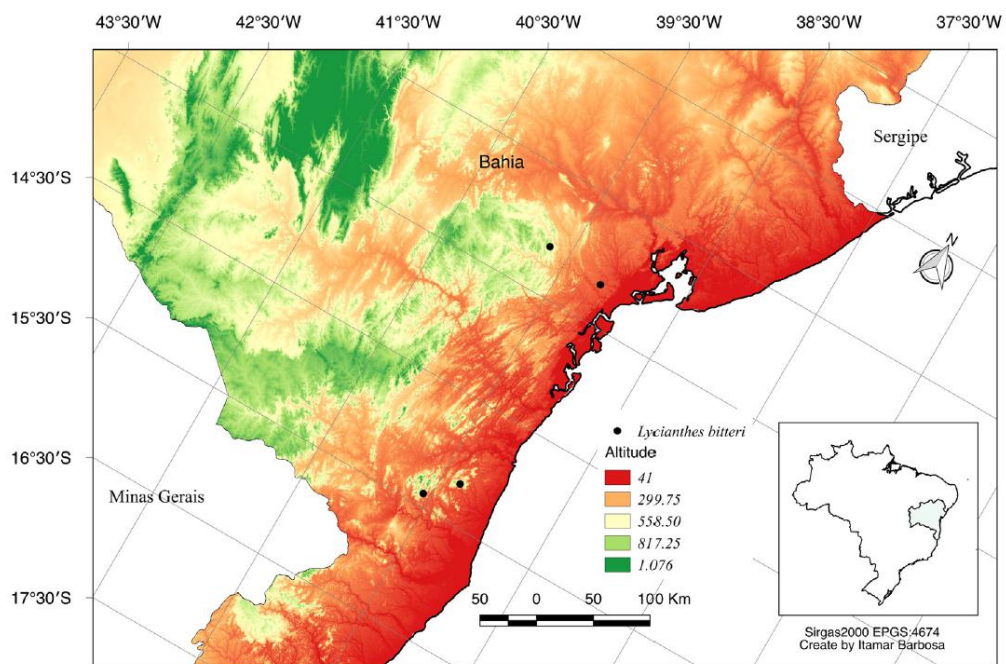 43°30'W 42°30'W 41°30'W 40°30'W 39°30'W 38°30'W 37°30'W
Sergipe
Bahia
14°30'S
N
15°30'S
16°30'S
Lycianthes bitteri
Altitude
41
299.75
558.50
817.25
1.076
Minas Gerais
17°30'S
50 0 50 100 Km
Sirgas2000 EPGS:4674
Create by Itamar Barbosa